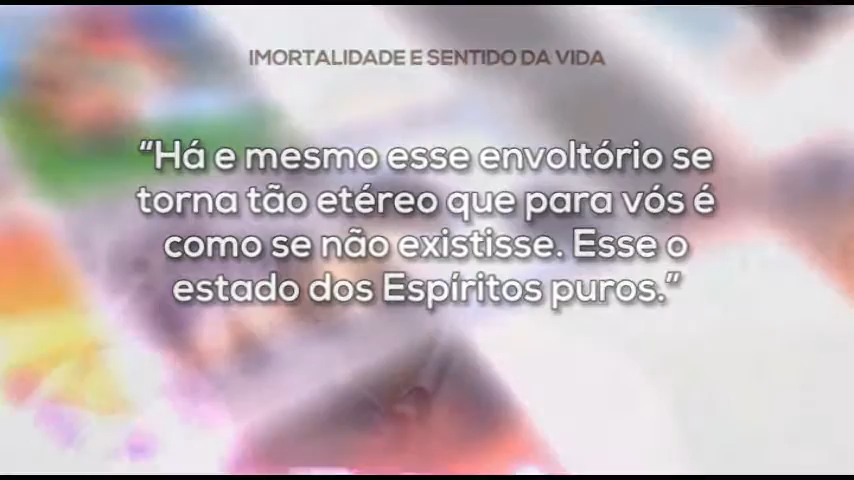 IMORTALIDADE E SENTIDO DA VIDA
“Há e mesmo esse envoltório se
torna tão etéreo que para vós é
como se não existisse. Esse o
estado dos Espíritos puros.”